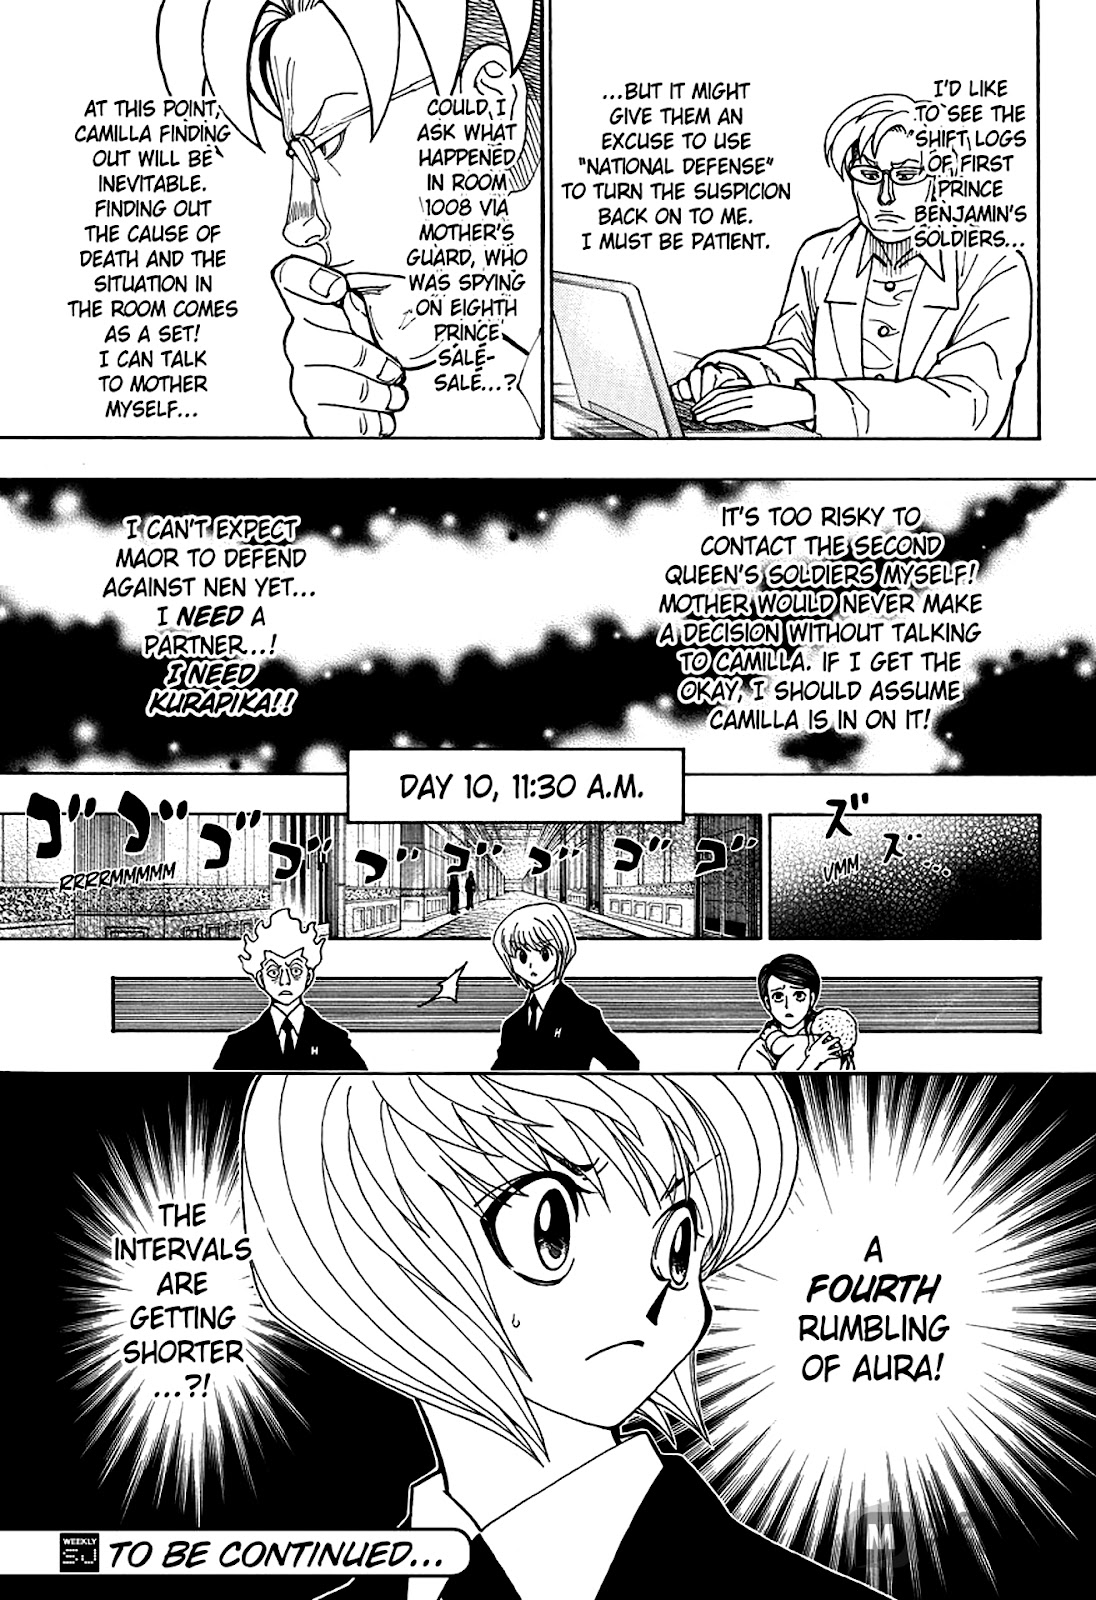 I'D LIKE
TO SEE THE
SHIFT LOGS
OF FIRST
PRINCE
BENJAMIN'S
SOLDIERS...
...BUT IT MIGHT
GIVE THEM AN
EXCUSE TO USE
"NATIONAL DEFENSE"
TO TURN THE SUSPICION
BACK ON TO ME.
I MUST BE PATIENT.
COULD I
ASK WHAT
HAPPENED
IN ROOM
1008 VIA
MOTHER'S
GUARD, WHO
WAS SPYING
ON EIGHTH
PRINCE
SALÉ-
SALÉ...?
AT THIS POINT,
CAMILLA FINDING
OUT WILL BE
INEVITABLE.
FINDING OUT
THE CAUSE OF
DEATH AND THE
SITUATION IN
THE ROOM COMES
AS A SET!
I CAN TALK
TO MOTHER
MYSELF...
IT'S TOO RISKY TO
CONTACT THE SECOND
QUEEN'S SOLDIERS MYSELF!
MOTHER WOULD NEVER MAKE
A DECISION WITHOUT TALKING
TO CAMILLA. IF I GET THE
OKAY, I SHOULD ASSUME
CAMILLA IS IN ON IT!
I CAN'T EXPECT
MAOR TO DEFEND
AGAINST NEN YET...
I NEED A
PARTNER...!
I NEED
KURAPIKA!!
DAY 10, 11:30 A.M.
ズ゛ズ゛...
VMM
ゴゴゴゴゴゴゴゴ
RRRRMMMMM
H
H
A
FOURTH
RUMBLING
OF AURA!
THE
INTERVALS
ARE
GETTING
SHORTER
...?!
WEEKLY
SJ
TO BE CONTINUED...
M